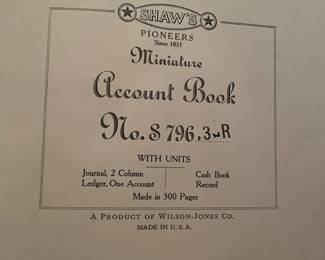 SHAW'S
PIONEERS
Since 1831
Miniature
Account Book
No. S 796,3-R
WITH UNITS
Journal, 2 Column Cash Book
Ledger, One Account Record
Made in 300 Pages
A PRODUCT OF WILSON-JONES CO.
MADE IN U.S.A.